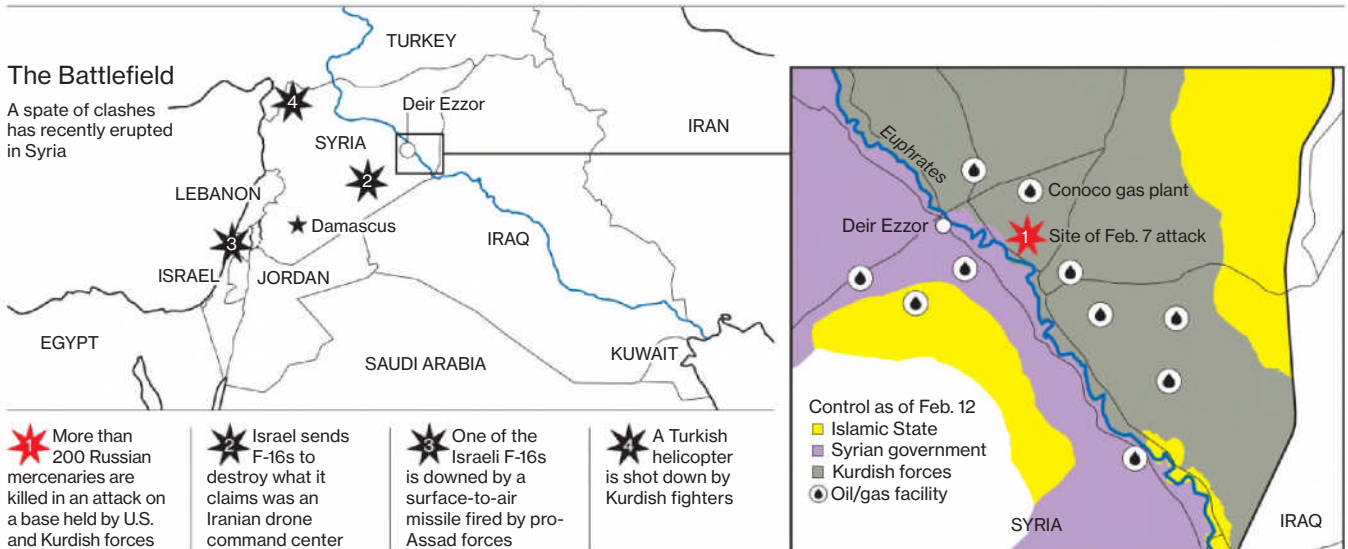 The Battlefield
A spate of clashes
has recently erupted
in Syria
TURKEY
4
Deir Ezzor
SYRIA
IRAN
2
LEBANON
Damascus
3
IRAQ
ISRAEL
JORDAN
EGYPT
SAUDI ARABIA
KUWAIT
Euphrates
Conoco gas plant
Deir Ezzor
1
Site of Feb. 7 attack
Control as of Feb. 12
Islamic State
Syrian government
Kurdish forces
Oil/gas facility
SYRIA
IRAQ
1 More than
200 Russian
mercenaries are
killed in an attack on
a base held by U.S.
and Kurdish forces
2 Israel sends
F-16s to
destroy what it
claims was an
Iranian drone
command center
3 One of the
Israeli F-16s
is downed by a
surface-to-air
missile fired by pro-
Assad forces
4 A Turkish
helicopter
is shot down by
Kurdish fighters